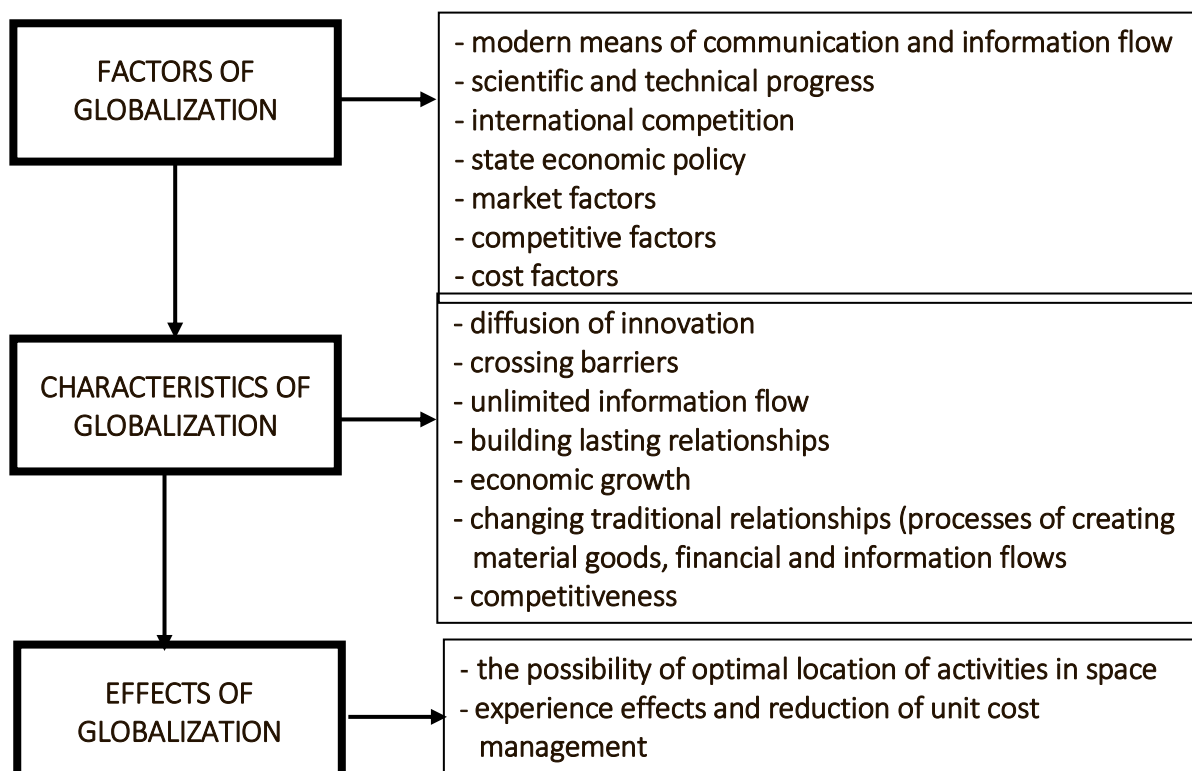 FACTORS OF
GLOBALIZATION
- modern means of communication and information flow
- scientific and technical progress
- international competition
- state economic policy
- market factors
- competitive factors
- cost factors
CHARACTERISTICS OF
GLOBALIZATION
- diffusion of innovation
- crossing barriers
- unlimited information flow
- building lasting relationships
- economic growth
- changing traditional relationships (processes of creating
material goods, financial and information flows
- competitiveness
EFFECTS OF
GLOBALIZATION
- the possibility of optimal location of activities in space
- experience effects and reduction of unit cost
management